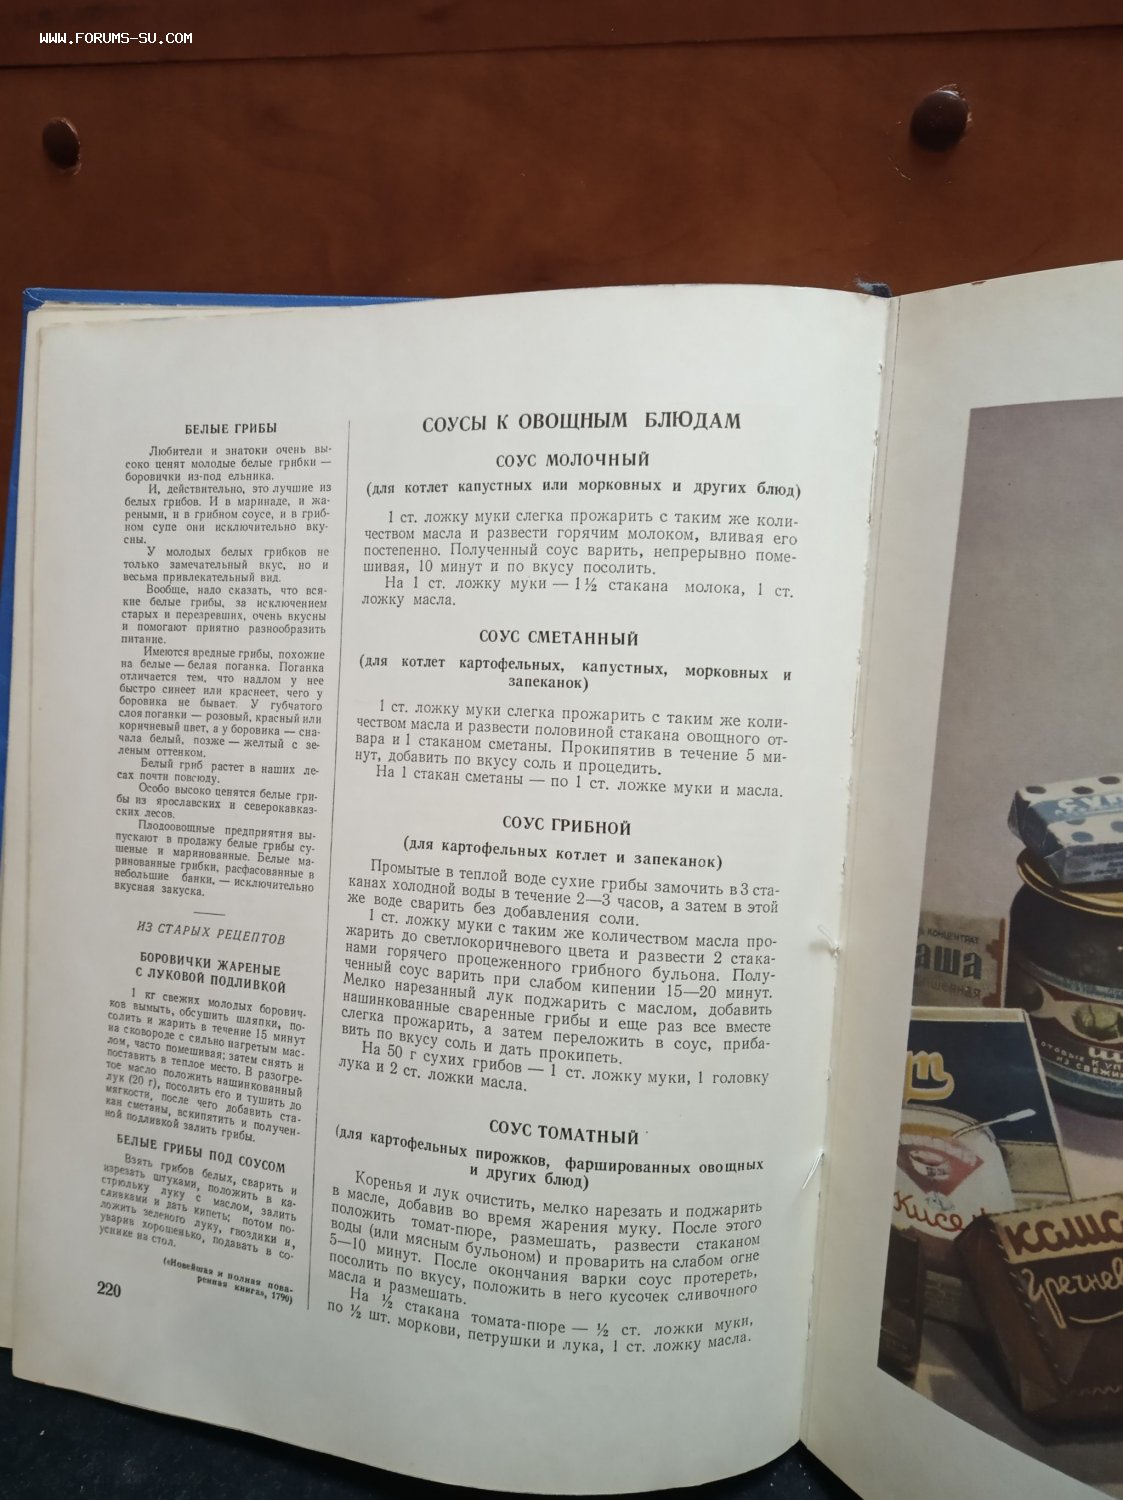 WWW.FORUMS-SU.COM
БЕЛЫЕ ГРИБЫ
Любители и знатоки очень вы-
соко ценят молодые белые грибки —
боровички из-под ельника.
И, действительно, это лучшие из
белых грибов. И в маринаде, и жа-
реными, и в грибном соусе, и в гриб-
ном супе они исключительно вку-
сны.
У молодых белых грибков не
только замечательный вкус, но и
весьма привлекательный вид.
Вообще, надо сказать, что вся-
кие белые грибы, за исключением
старых и перезревших, очень вкусны
и помогают приятно разнообразить
питание.
Имеются вредные грибы, похожие
на белые — белая поганка. Поганка
отличается тем, что надлом у нее
быстро синеет или краснеет, чего у
боровика не бывает. У губчатого
слоя поганки — розовый, красный или
коричневый цвет, а у боровика — сна-
чала белый, позже — желтый с зе-
леным оттенком.
Белый гриб растет в наших ле-
сах почти повсюду.
Особо высоко ценятся белые гри-
бы из ярославских и северокавказ-
ских лесов.
Плодоовощные предприятия вы-
пускают в продажу белые грибы су-
шеные и маринованные. Белые ма-
ринованные грибки, расфасованные в
небольшие банки, — исключительно
вкусная закуска.
ИЗ СТАРЫХ РЕЦЕПТОВ
БОРОВИЧКИ ЖАРЕНЫЕ
С ЛУКОВОЙ ПОДЛИВКОЙ
1 кг свежих молодых борович-
ков вымыть, обсушить шляпки, по-
солить и жарить в течение 15 минут
на сковороде с сильно нагретым мас-
лом, часто помешивая; затем снять и
поставить в теплое место. В разогре-
тое масло положить нашинкованный
лук (20 г), посолить его и тушить до
мягкости, после чего добавить ста-
кан сметаны, вскипятить и получен-
ной подливкой залить грибы.
БЕЛЫЕ ГРИБЫ ПОД СОУСОМ
Взять грибов белых, сварить и
изрезать штуками, положить в ка-
стрюльку луку с маслом, залить
сливками и дать кипеть; потом по-
ложить зеленого луку, гвоздики и,
уварив хорошенько, подавать в со-
уснике на стол.
(«Новейшая и полная пова-
ренная книга», 1790)
220
СОУСЫ К ОВОЩНЫМ БЛЮДАМ
СОУС МОЛОЧНЫЙ
(для котлет капустных или морковных и других блюд)
1 ст. ложку муки слегка прожарить с таким же коли-
чеством масла и развести горячим молоком, вливая его
постепенно. Полученный соус варить, непрерывно поме-
шивая, 10 минут и по вкусу посолить.
На 1 ст. ложку муки — 1½ стакана молока, 1 ст.
ложку масла.
СОУС СМЕТАННЫЙ
(для котлет картофельных, капустных, морковных и
запеканок)
1 ст. ложку муки слегка прожарить с таким же коли-
чеством масла и развести половиной стакана овощного от-
вара и 1 стаканом сметаны. Прокипятив в течение 5 ми-
нут, добавить по вкусу соль и процедить.
На 1 стакан сметаны — по 1 ст. ложке муки и масла.
СОУС ГРИБНОЙ
(для картофельных котлет и запеканок)
Промытые в теплой воде сухие грибы замочить в 3 ста-
канах холодной воды в течение 2—3 часов, а затем в этой
же воде сварить без добавления соли.
1 ст. ложку муки с таким же количеством масла про-
жарить до светлокоричневого цвета и развести 2 стака-
нами горячего процеженного грибного бульона. Полу-
ченный соус варить при слабом кипении 15—20 минут.
Мелко нарезанный лук поджарить с маслом, добавить
нашинкованные сваренные грибы и еще раз все вместе
слегка прожарить, а затем переложить в соус, приба-
вить по вкусу соль и дать прокипеть.
На 50 г сухих грибов — 1 ст. ложку муки, 1 головку
лука и 2 ст. ложки масла.
СОУС ТОМАТНЫЙ
(для картофельных пирожков, фаршированных овощных
и других блюд)
Коренья и лук очистить, мелко нарезать и поджарить
в масле, добавив во время жарения муку. После этого
положить томат-пюре, размешать, развести стаканом
воды (или мясным бульоном) и проварить на слабом огне
5—10 минут. После окончания варки соус протереть,
посолить по вкусу, положить в него кусочек сливочного
масла и размешать.
На ½ стакана томата-пюре — ½ ст. ложки муки,
по ½ шт. моркови, петрушки и лука, 1 ст. ложку масла.
КОНЦЕНТРАТ
аша
Кисе
каша
Гречнев